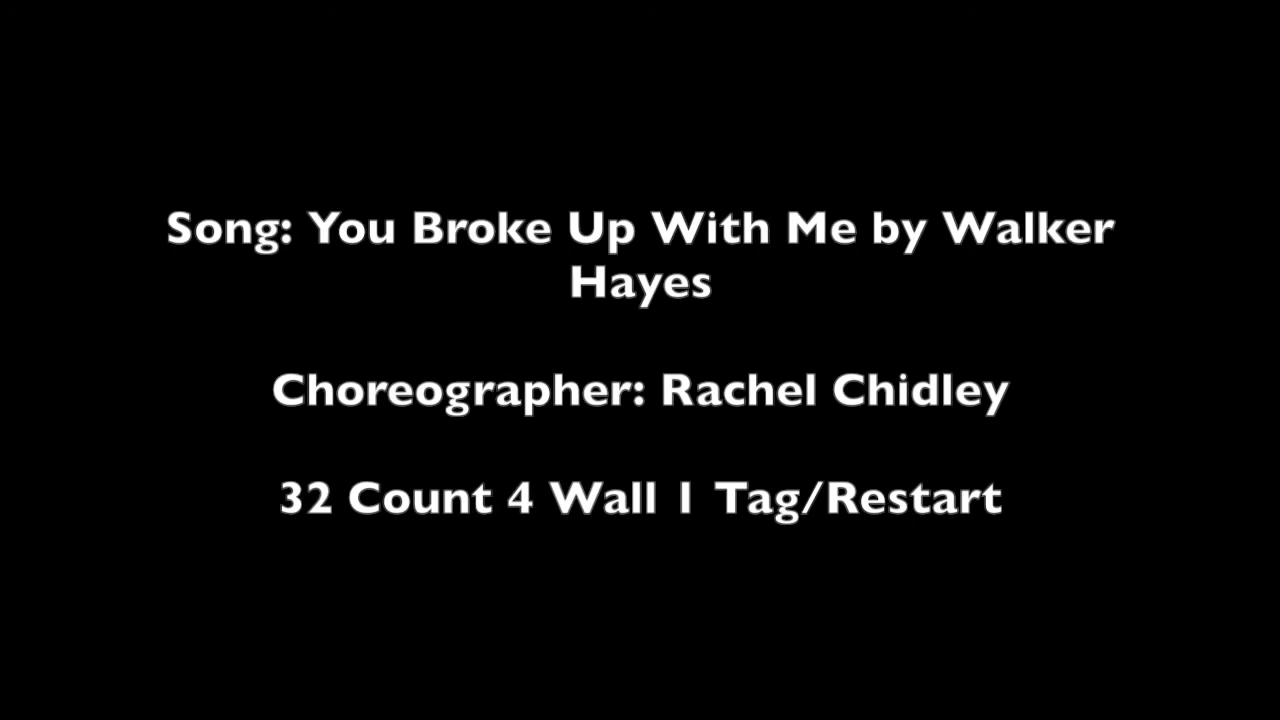 Song: You Broke Up With Me by Walker
Hayes
Choreographer: Rachel Chidley
32 Count 4 Wall 1 Tag/Restart